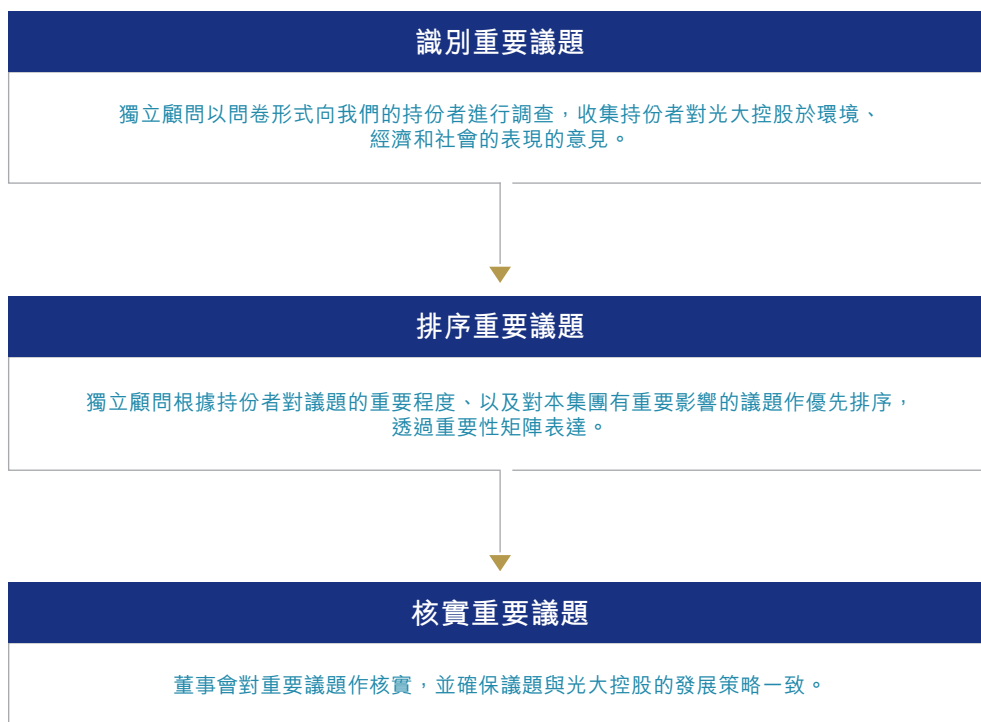 識別重要議題
獨立顧問以問卷形式向我們的持份者進行調查，收集持份者對光大控股於環境、
經濟和社會的表現的意見。
排序重要議題
獨立顧問根據持份者對議題的重要程度、以及對本集團有重要影響的議題作優先排序，
透過重要性矩陣表達。
核實重要議題
董事會對重要議題作核實，並確保議題與光大控股的發展策略一致。